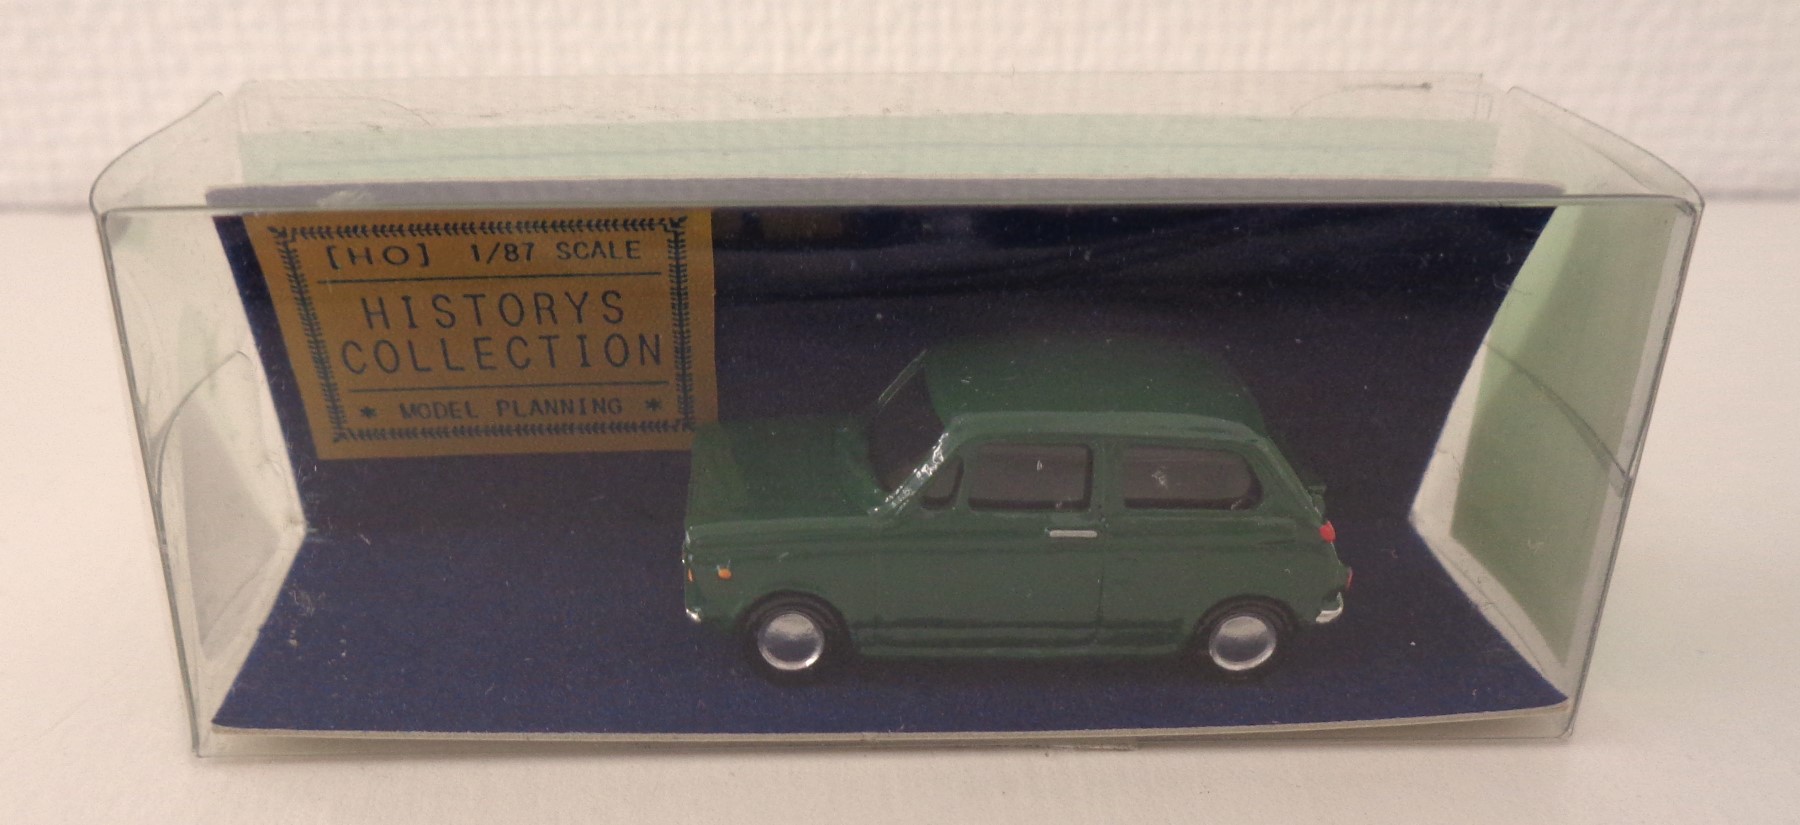 [HO] 1/87 SCALE
HISTORYS
COLLECTION
* MODEL PLANNING *